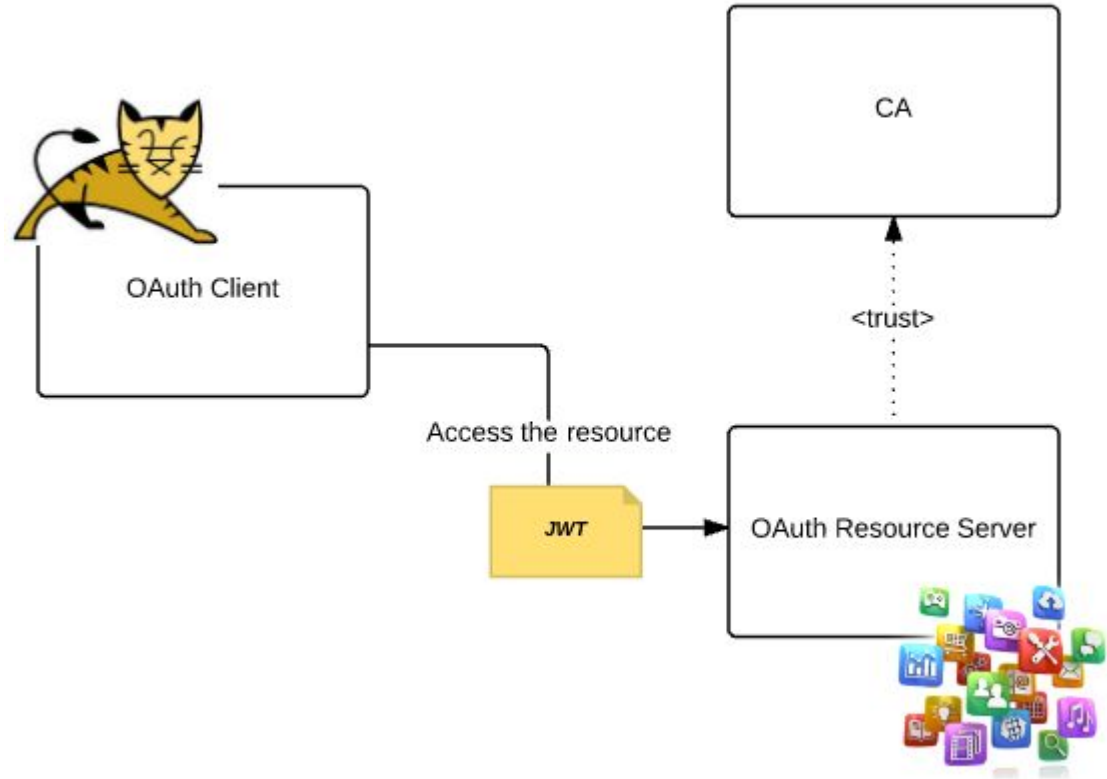 CA
OAuth Client
<trust>
Access the resource
JWT
OAuth Resource Server